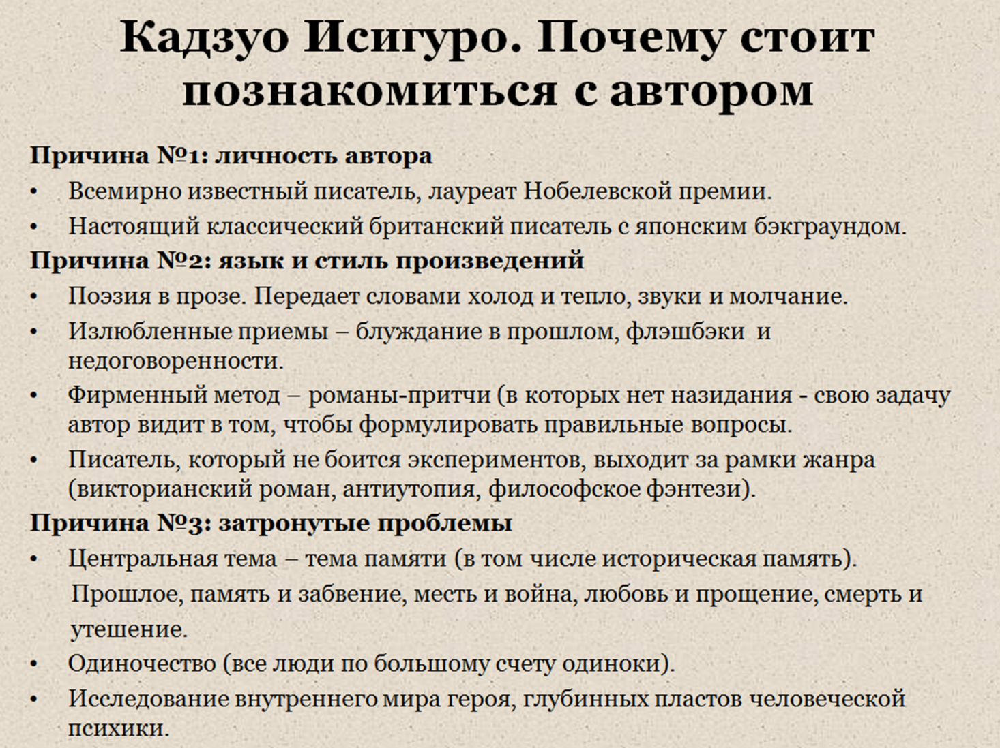 Кадзуо Исигуро. Почему стоит
познакомиться с автором
Причина №1: личность автора
• Всемирно известный писатель, лауреат Нобелевской премии.
• Настоящий классический британский писатель с японским бэкграундом.
Причина №2: язык и стиль произведений
• Поэзия в прозе. Передает словами холод и тепло, звуки и молчание.
• Излюбленные приемы – блуждание в прошлом, флэшбэки  и
недоговоренности.
• Фирменный метод – романы-притчи (в которых нет назидания - свою задачу
автор видит в том, чтобы формулировать правильные вопросы.
• Писатель, который не боится экспериментов, выходит за рамки жанра
(викторианский роман, антиутопия, философское фэнтези).
Причина №3: затронутые проблемы
• Центральная тема – тема памяти (в том числе историческая память).
Прошлое, память и забвение, месть и война, любовь и прощение, смерть и
утешение.
• Одиночество (все люди по большому счету одиноки).
• Исследование внутреннего мира героя, глубинных пластов человеческой
психики.